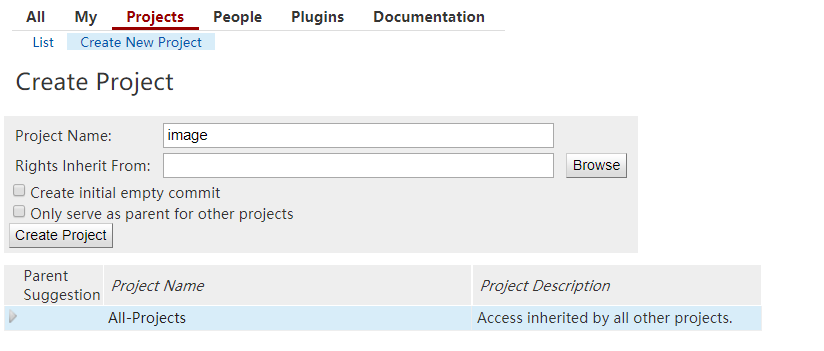 All My Projects People Plugins Documentation
List Create New Project
Create Project
Project Name: image
Rights Inherit From: Browse
Create initial empty commit
Only serve as parent for other projects
Create Project
Parent Suggestion Project Name Project Description
All-Projects Access inherited by all other projects.